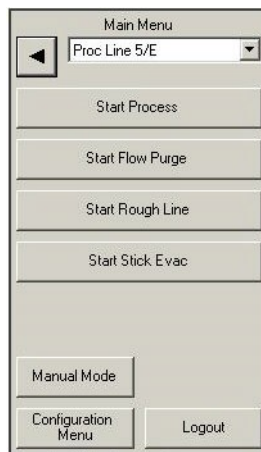 Main Menu
Proc Line 5/E
Start Process
Start Flow Purge
Start Rough Line
Start Stick Evac
Manual Mode
Configuration
Menu
Logout